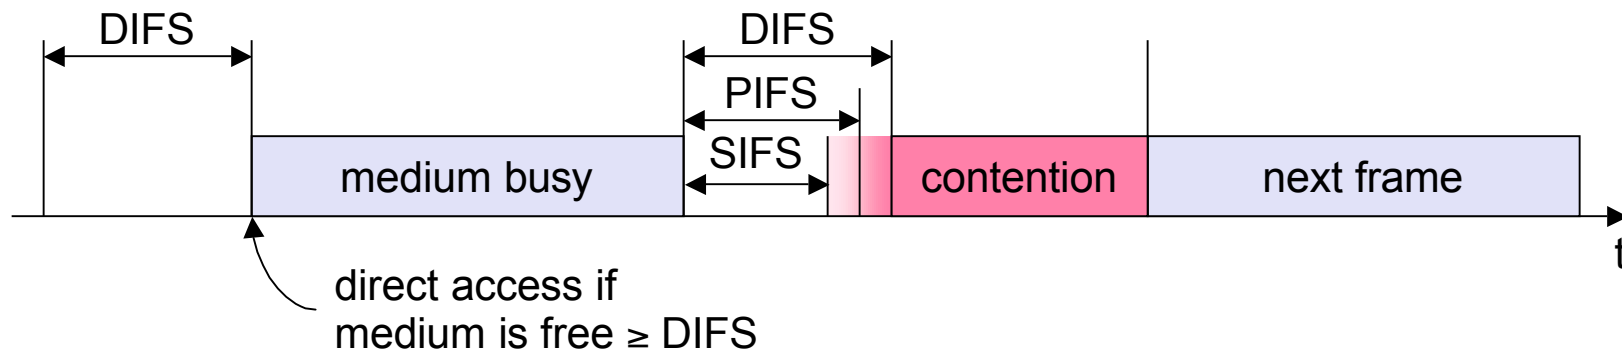 DIFS
DIFS
PIFS
SIFS
medium busy
contention
next frame
t
direct access if
medium is free ≥ DIFS